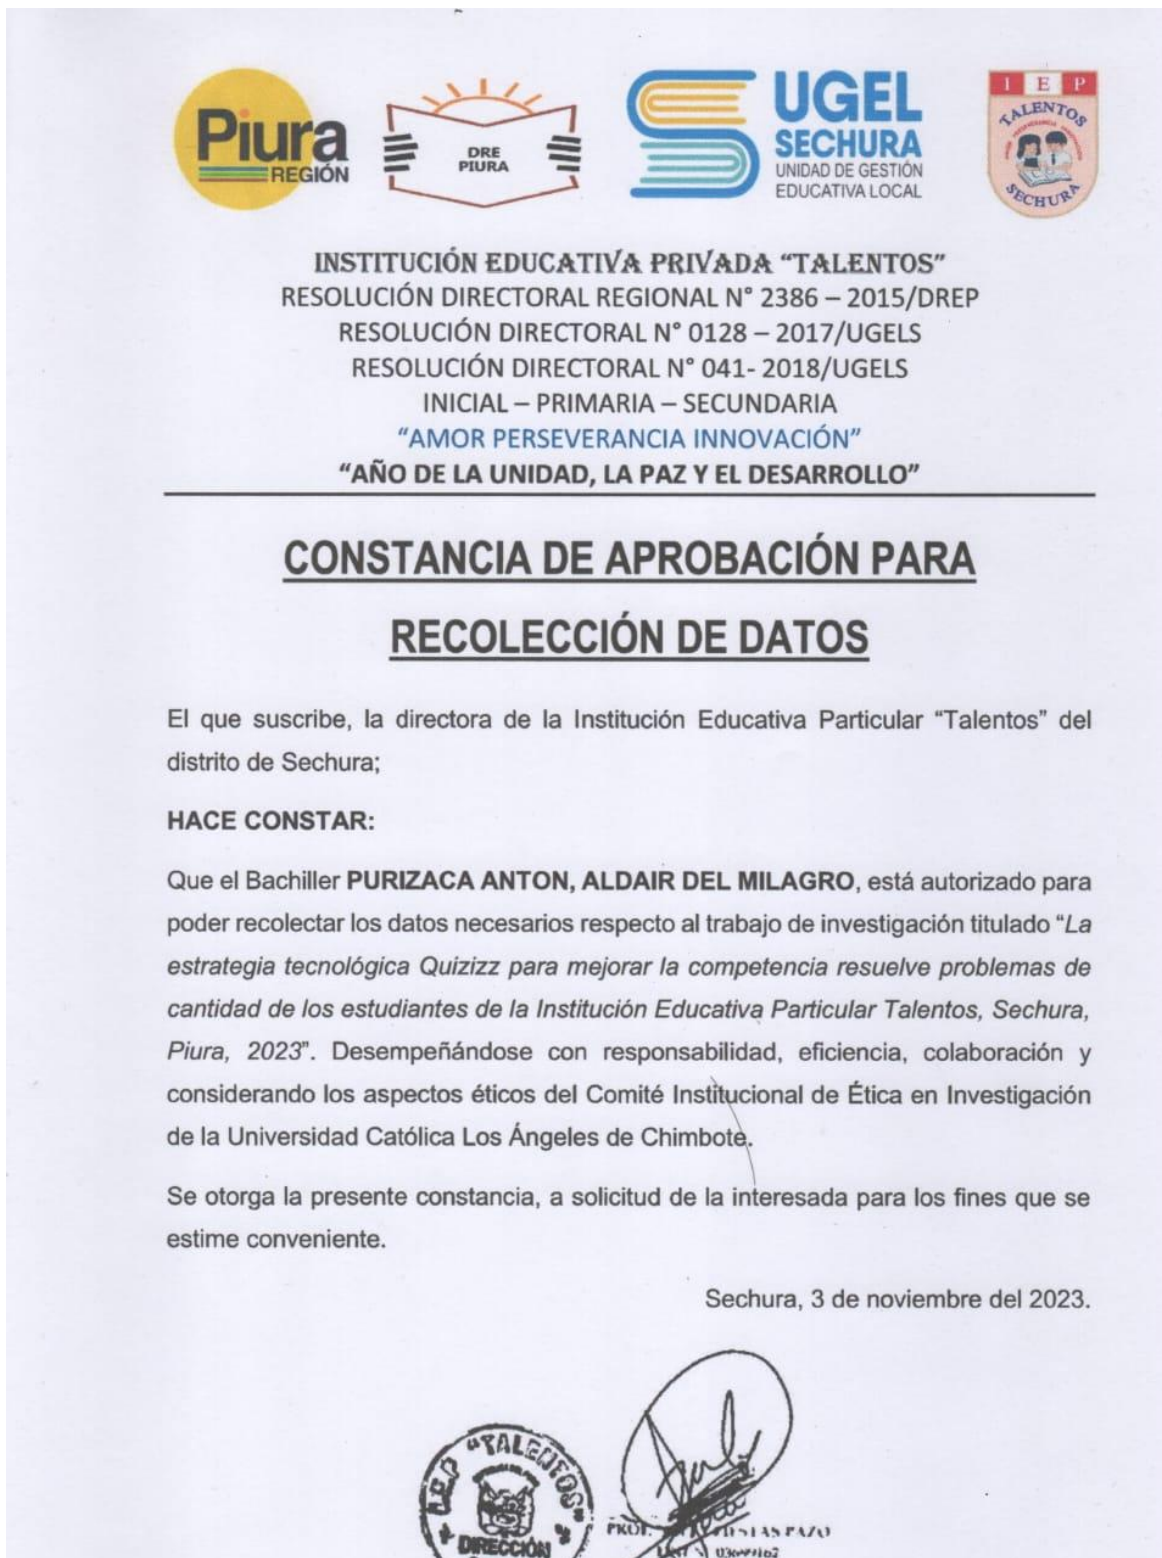 Piura
REGIÓN
DRE
PIURA
UGEL
SECHURA
UNIDAD DE GESTIÓN
EDUCATIVA LOCAL
I E P
TALENTOS
SECHURA
INSTITUCIÓN EDUCATIVA PRIVADA “TALENTOS”
RESOLUCIÓN DIRECTORAL REGIONAL N° 2386 – 2015/DREP
RESOLUCIÓN DIRECTORAL N° 0128 – 2017/UGELS
RESOLUCIÓN DIRECTORAL N° 041- 2018/UGELS
INICIAL – PRIMARIA – SECUNDARIA
“AMOR PERSEVERANCIA INNOVACIÓN”
“AÑO DE LA UNIDAD, LA PAZ Y EL DESARROLLO”
CONSTANCIA DE APROBACIÓN PARA
RECOLECCIÓN DE DATOS
El que suscribe, la directora de la Institución Educativa Particular “Talentos” del
distrito de Sechura;
HACE CONSTAR:
Que el Bachiller PURIZACA ANTON, ALDAIR DEL MILAGRO, está autorizado para
poder recolectar los datos necesarios respecto al trabajo de investigación titulado “La
estrategia tecnológica Quizizz para mejorar la competencia resuelve problemas de
cantidad de los estudiantes de la Institución Educativa Particular Talentos, Sechura,
Piura, 2023”. Desempeñándose con responsabilidad, eficiencia, colaboración y
considerando los aspectos éticos del Comité Institucional de Ética en Investigación
de la Universidad Católica Los Ángeles de Chimbote.
Se otorga la presente constancia, a solicitud de la interesada para los fines que se
estime conveniente.
Sechura, 3 de noviembre del 2023.
I.E.P "TALENTOS"
DIRECCIÓN
PROF. PAZO